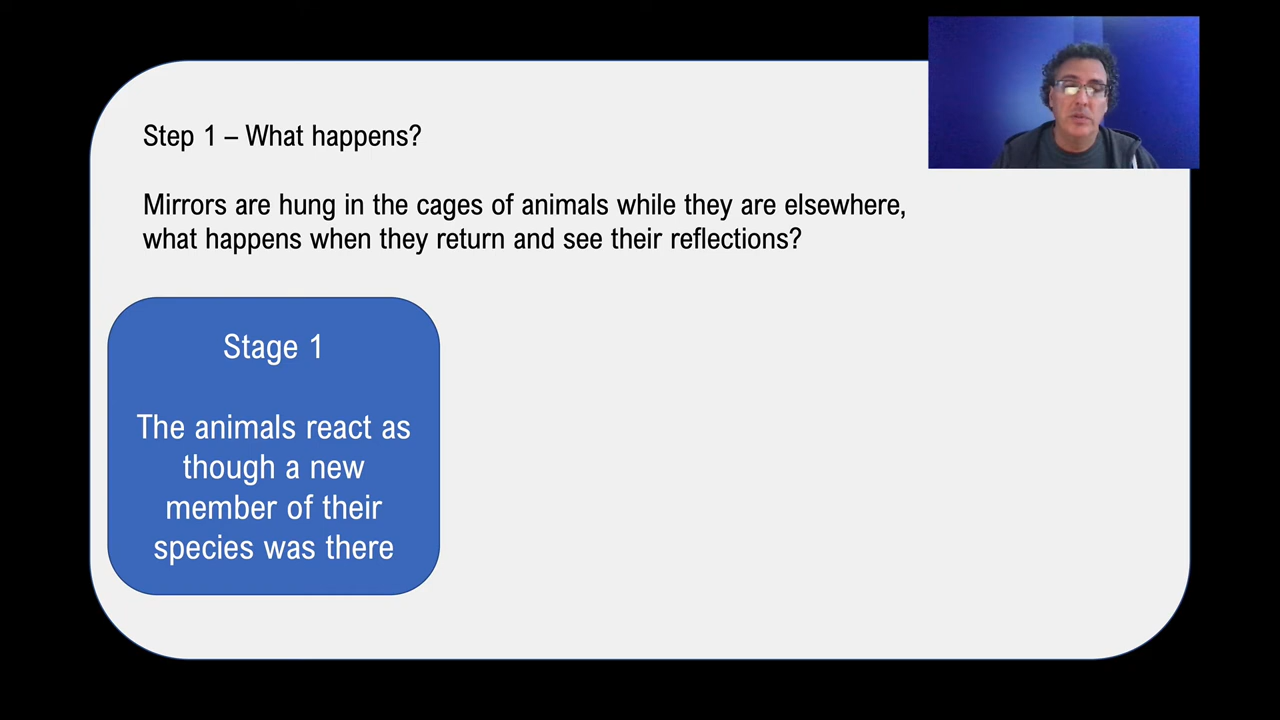 Step 1 – What happens?
Mirrors are hung in the cages of animals while they are elsewhere,
what happens when they return and see their reflections?
Stage 1
The animals react as
though a new
member of their
species was there